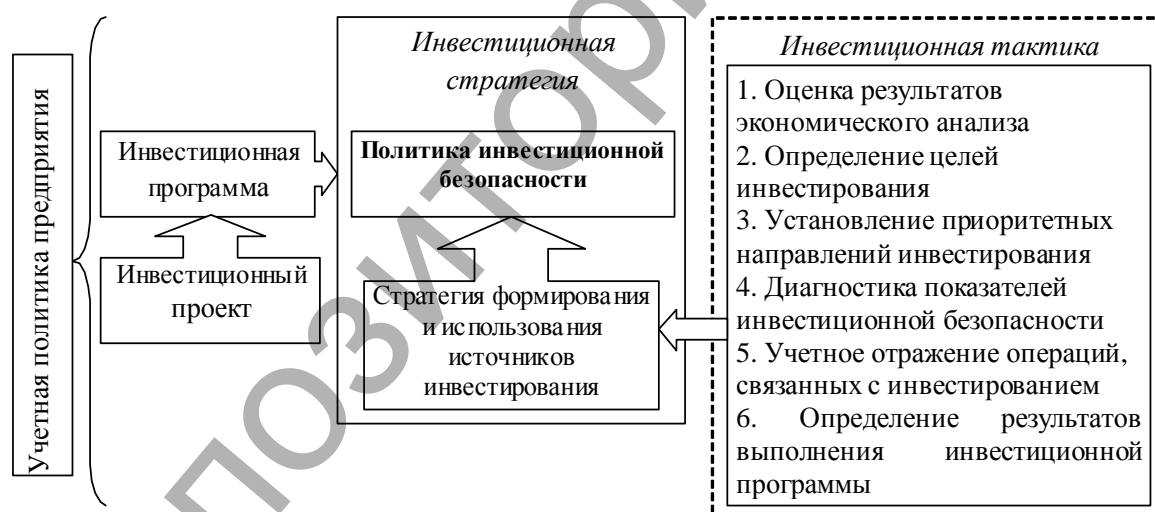 Учетная политика предприятия
Инвестиционная
программа
Инвестиционный
проект
Инвестиционная
стратегия
Политика инвестиционной
безопасности
Стратегия формирования
и использования
источников
инвестирования
Инвестиционная тактика
1. Оценка результатов
экономического анализа
2. Определение целей
инвестирования
3. Установление приоритетных
направлений инвестирования
4. Диагностика показателей
инвестиционной безопасности
5. Учетное отражение операций,
связанных с инвестированием
6. Определение результатов
выполнения инвестиционной
программы
позитори